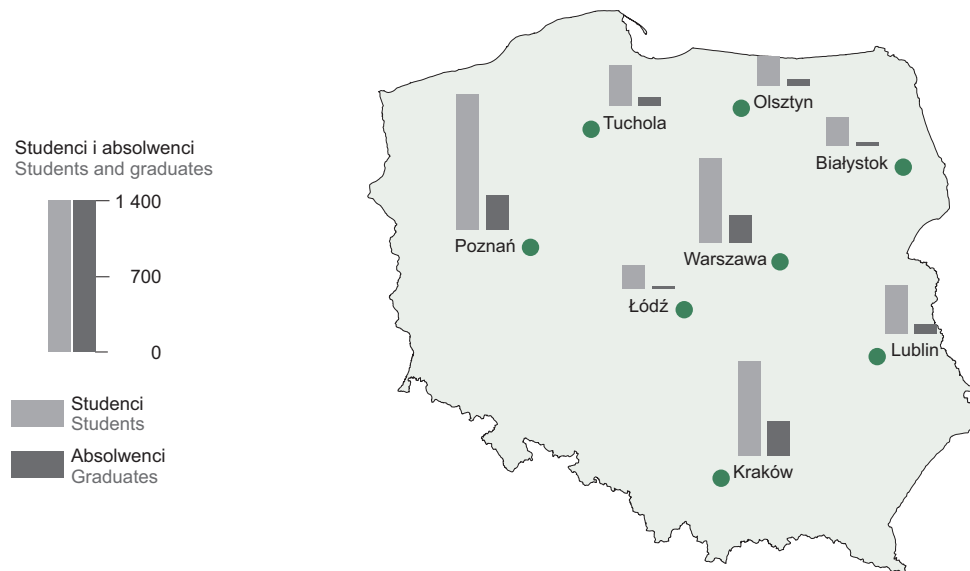 Studenci i absolwenci
Students and graduates
1 400
700
0
Studenci
Students
Absolwenci
Graduates
Olsztyn
Tuchola
Białystok
Poznań
Warszawa
Łódź
Lublin
Kraków